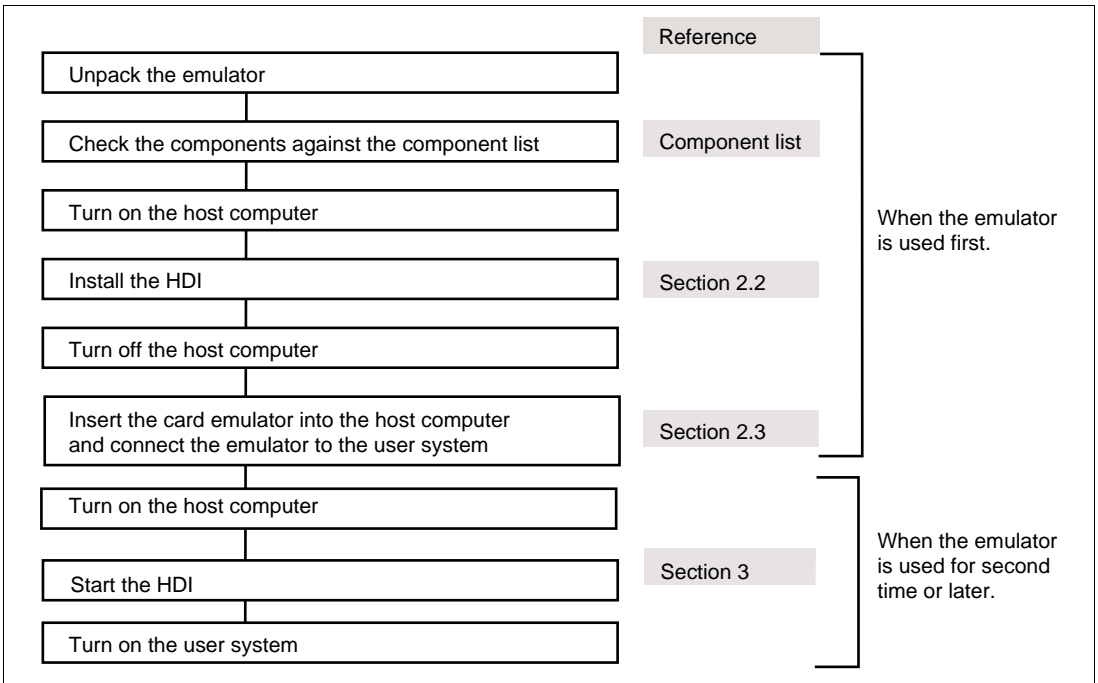 Reference
Unpack the emulator
Check the components against the component list
Component list
Turn on the host computer
When the emulator
is used first.
Install the HDI
Section 2.2
Turn off the host computer
Insert the card emulator into the host computer
and connect the emulator to the user system
Section 2.3
Turn on the host computer
When the emulator
is used for second
time or later.
Start the HDI
Section 3
Turn on the user system